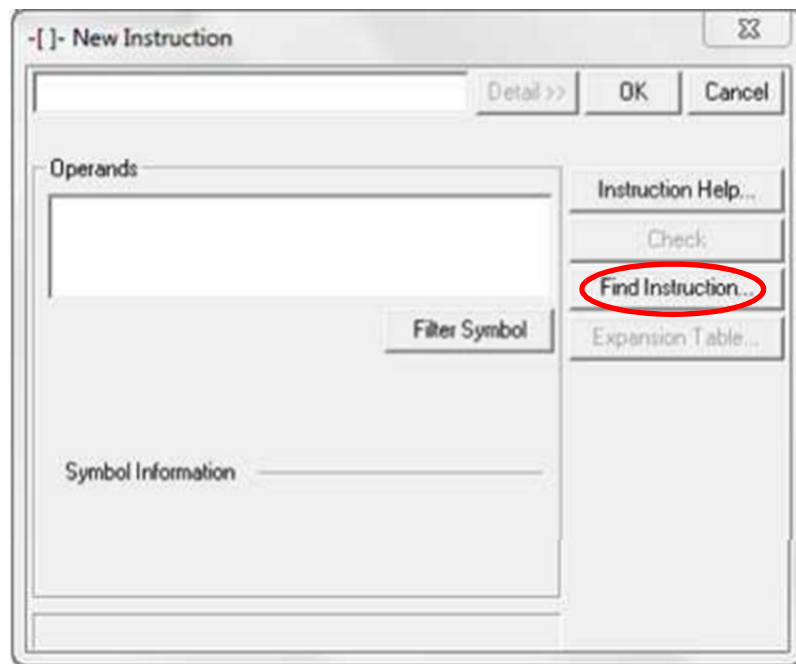 -[ ]- New Instruction
Detail >> OK Cancel
Operands
Instruction Help...
Check
Find Instruction...
Filter Symbol
Expansion Table...
Symbol Information